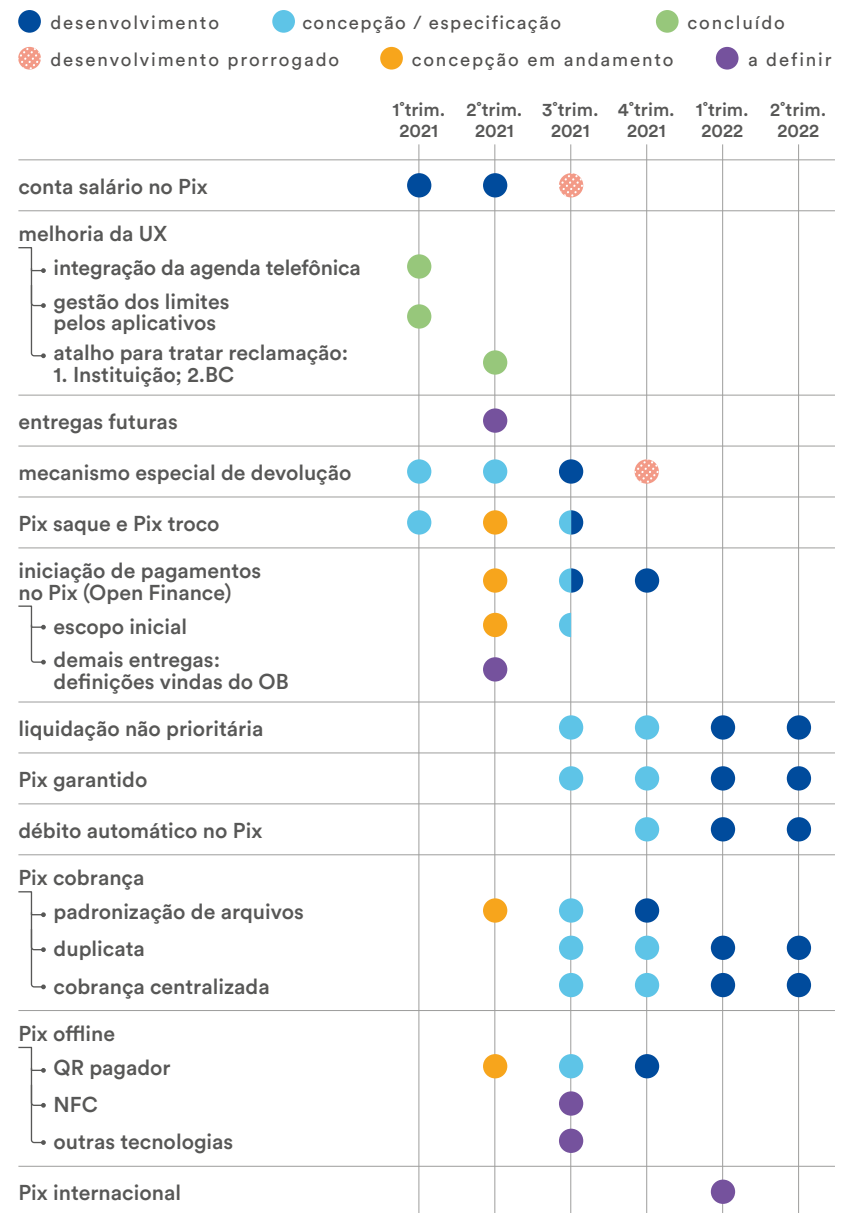 desenvolvimento
concepção / especificação
concluído
desenvolvimento prorrogado
concepção em andamento
a definir
1°trim. 2°trim. 3°trim. 4°trim. 1°trim. 2°trim.
2021 2021 2021 2021 2022 2022
conta salário no Pix
melhoria da UX
integração da agenda telefônica
gestão dos limites
pelos aplicativos
atalho para tratar reclamação:
1. Instituição; 2.BC
entregas futuras
mecanismo especial de devolução
Pix saque e Pix troco
iniciação de pagamentos
no Pix (Open Finance)
escopo inicial
demais entregas:
definições vindas do OB
liquidação não prioritária
Pix garantido
débito automático no Pix
Pix cobrança
padronização de arquivos
duplicata
cobrança centralizada
Pix offline
QR pagador
NFC
outras tecnologias
Pix internacional